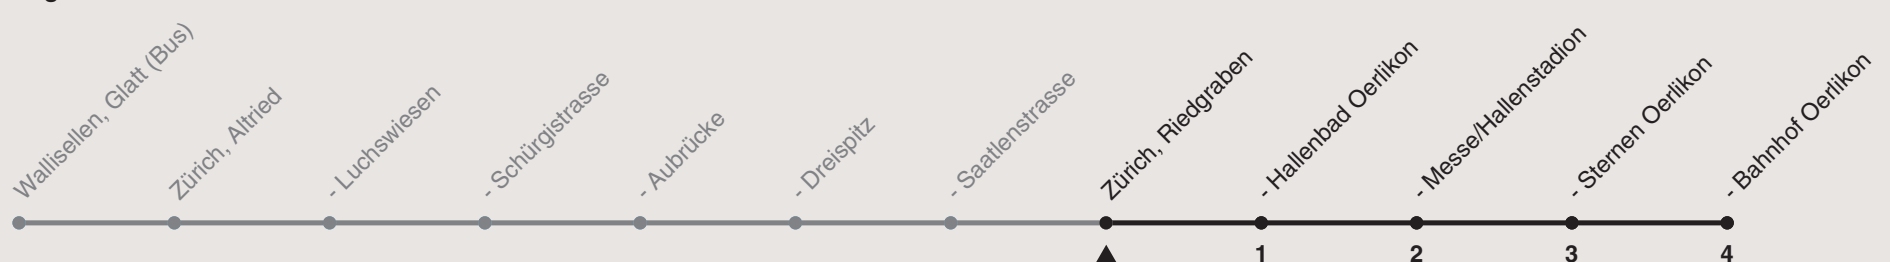 Wallisellen, Glatt (Bus)
Zürich, Altried
- Luchswiesen
- Schürgistrasse
- Aubrücke
- Dreispitz
- Saatlenstrasse
Zürich, Riedgraben
- Hallenbad Oerlikon
- Messe/Hallenstadion
- Sternen Oerlikon
- Bahnhof Oerlikon
1
2
3
4